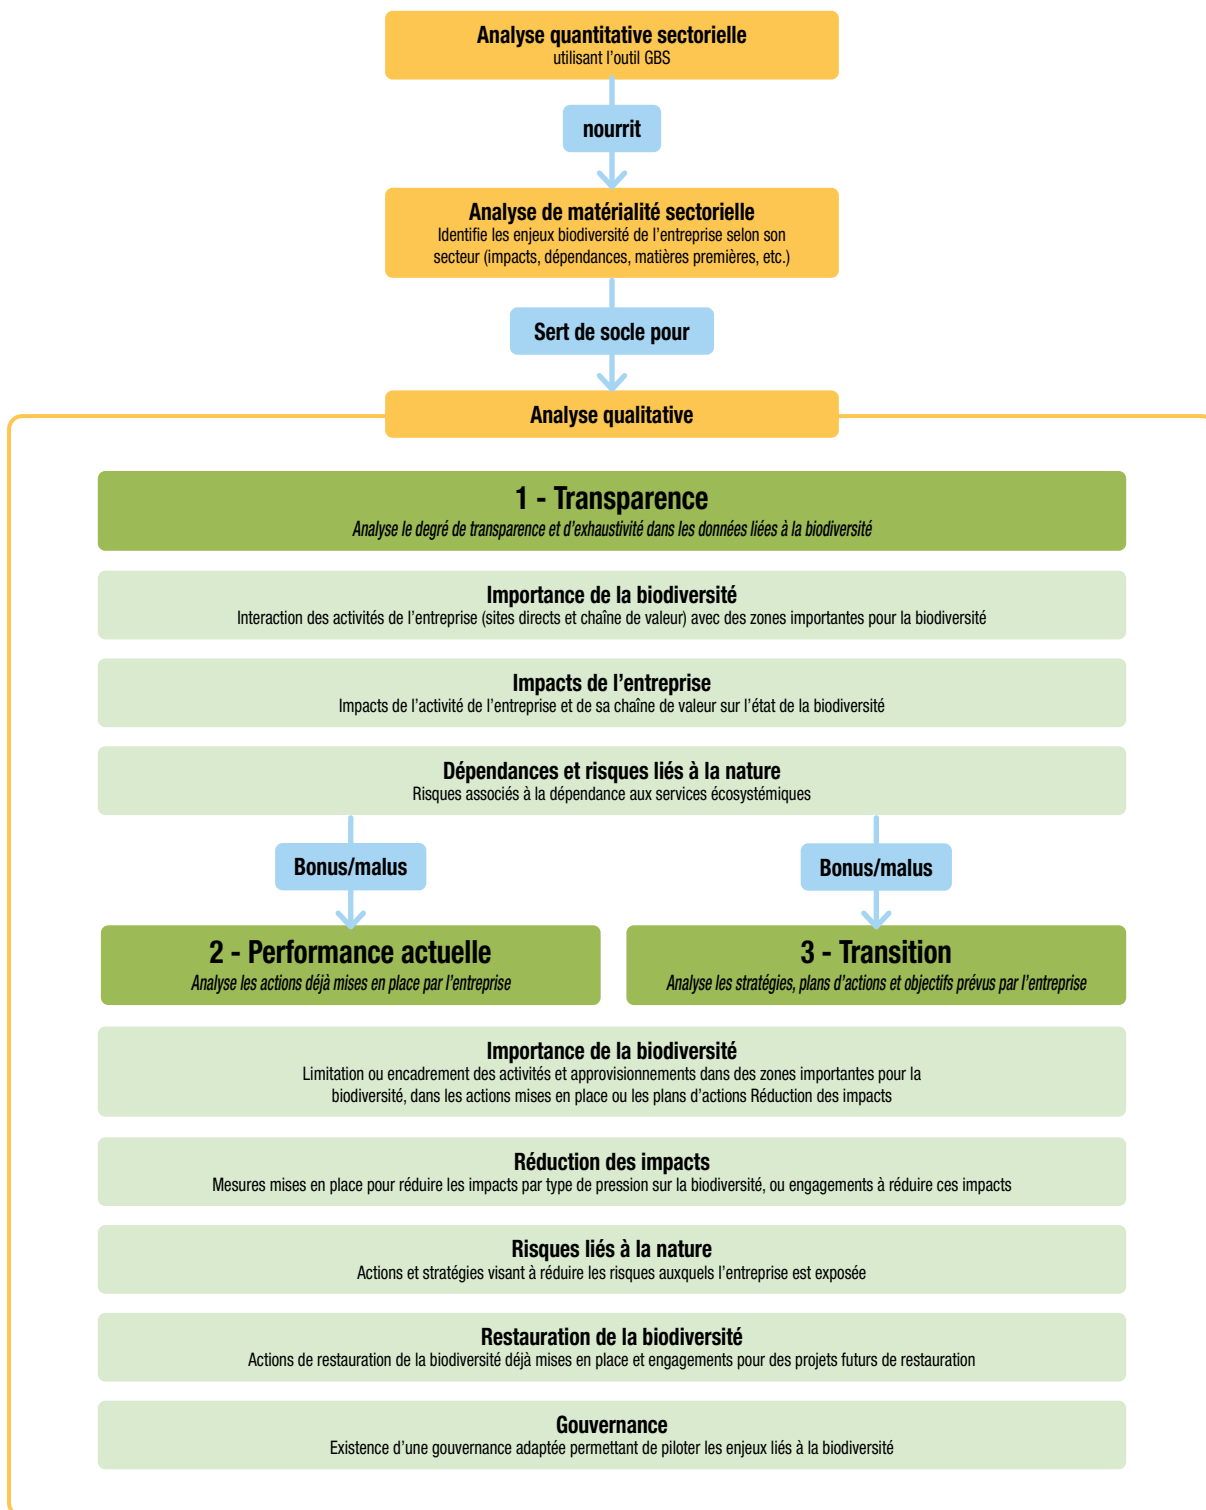 Analyse quantitative sectorielle
utilisant l'outil GBS
nourrit
Analyse de matérialité sectorielle
Identifie les enjeux biodiversité de l'entreprise selon son
secteur (impacts, dépendances, matières premières, etc.)
Sert de socle pour
Analyse qualitative
1 - Transparence
Analyse le degré de transparence et d'exhaustivité dans les données liées à la biodiversité
Importance de la biodiversité
Interaction des activités de l'entreprise (sites directs et chaîne de valeur) avec des zones importantes pour la biodiversité
Impacts de l'entreprise
Impacts de l'activité de l'entreprise et de sa chaîne de valeur sur l'état de la biodiversité
Dépendances et risques liés à la nature
Risques associés à la dépendance aux services écosystémiques
Bonus/malus
Bonus/malus
2 - Performance actuelle
Analyse les actions déjà mises en place par l'entreprise
3 - Transition
Analyse les stratégies, plans d'actions et objectifs prévus par l'entreprise
Importance de la biodiversité
Limitation ou encadrement des activités et approvisionnements dans des zones importantes pour la
biodiversité, dans les actions mises en place ou les plans d'actions Réduction des impacts
Réduction des impacts
Mesures mises en place pour réduire les impacts par type de pression sur la biodiversité, ou engagements à réduire ces impacts
Risques liés à la nature
Actions et stratégies visant à réduire les risques auxquels l'entreprise est exposée
Restauration de la biodiversité
Actions de restauration de la biodiversité déjà mises en place et engagements pour des projets futurs de restauration
Gouvernance
Existence d'une gouvernance adaptée permettant de piloter les enjeux liés à la biodiversité